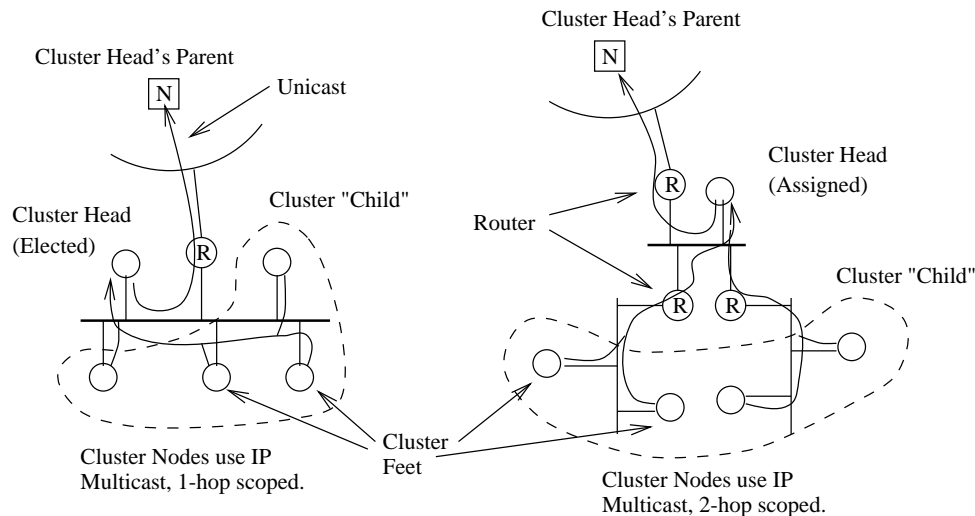 Cluster Head's Parent
N
Unicast
Cluster "Child"
Cluster Head
(Elected)
R
Cluster Nodes use IP
Multicast, 1-hop scoped.
Cluster Head's Parent
N
Cluster Head
(Assigned)
R
Router
Cluster "Child"
R
R
Cluster
Feet
Cluster Nodes use IP
Multicast, 2-hop scoped.